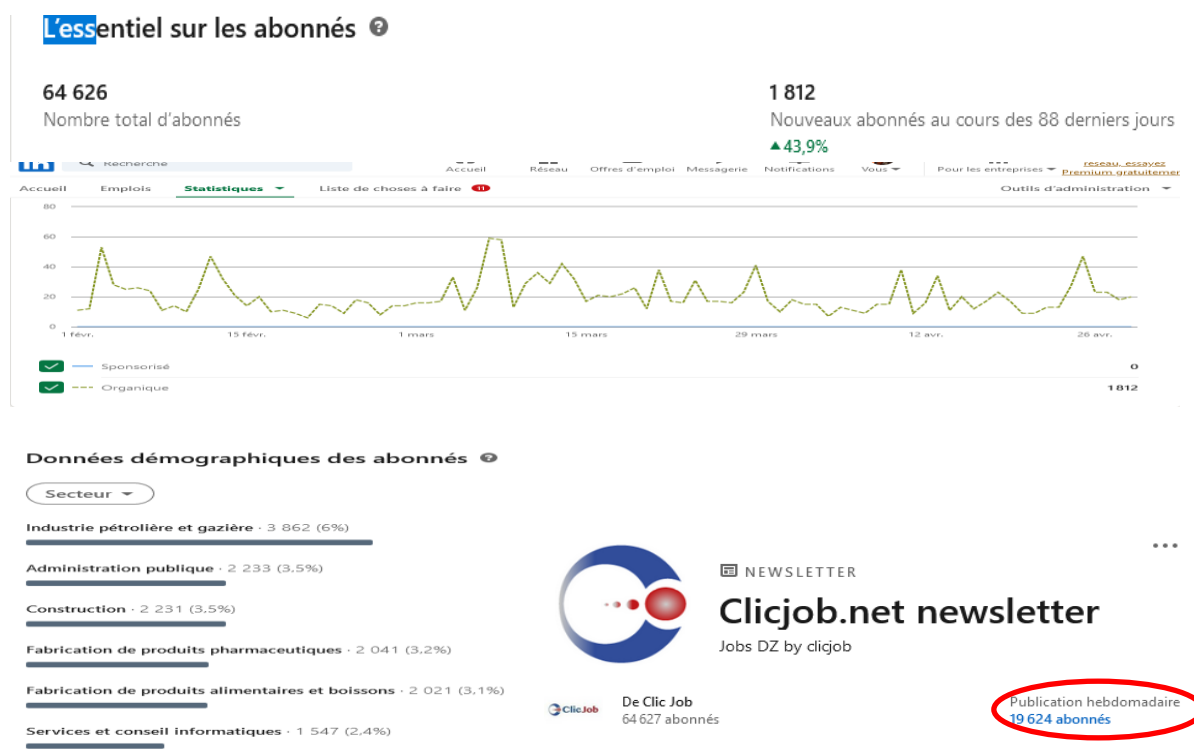 L'essentiel sur les abonnés ?
64 626
Nombre total d'abonnés
1 812
Nouveaux abonnés au cours des 88 derniers jours
▲43,9%
in Recherche
Accueil Réseau Offres d'emploi Messagerie Notifications Vous Pour les entreprises réseau, essayez
Premium gratuitemer
Accueil Emplois Statistiques Liste de choses à faire 11 Outils d'administration
80
60
40
20
0
1 févr. 15 févr. 1 mars 15 mars 29 mars 12 avr. 26 avr.
Sponsorisé 0
Organique 1 812
Données démographiques des abonnés ?
Secteur
Industrie pétrolière et gazière · 3 862 (6%)
Administration publique · 2 233 (3,5%)
Construction · 2 231 (3,5%)
Fabrication de produits pharmaceutiques · 2 041 (3,2%)
Fabrication de produits alimentaires et boissons · 2 021 (3,1%)
Services et conseil informatiques · 1 547 (2,4%)
NEWSLETTER
Clicjob.net newsletter
Jobs DZ by clicjob
ClicJob
De Clic Job
64 627 abonnés
Publication hebdomadaire
19 624 abonnés